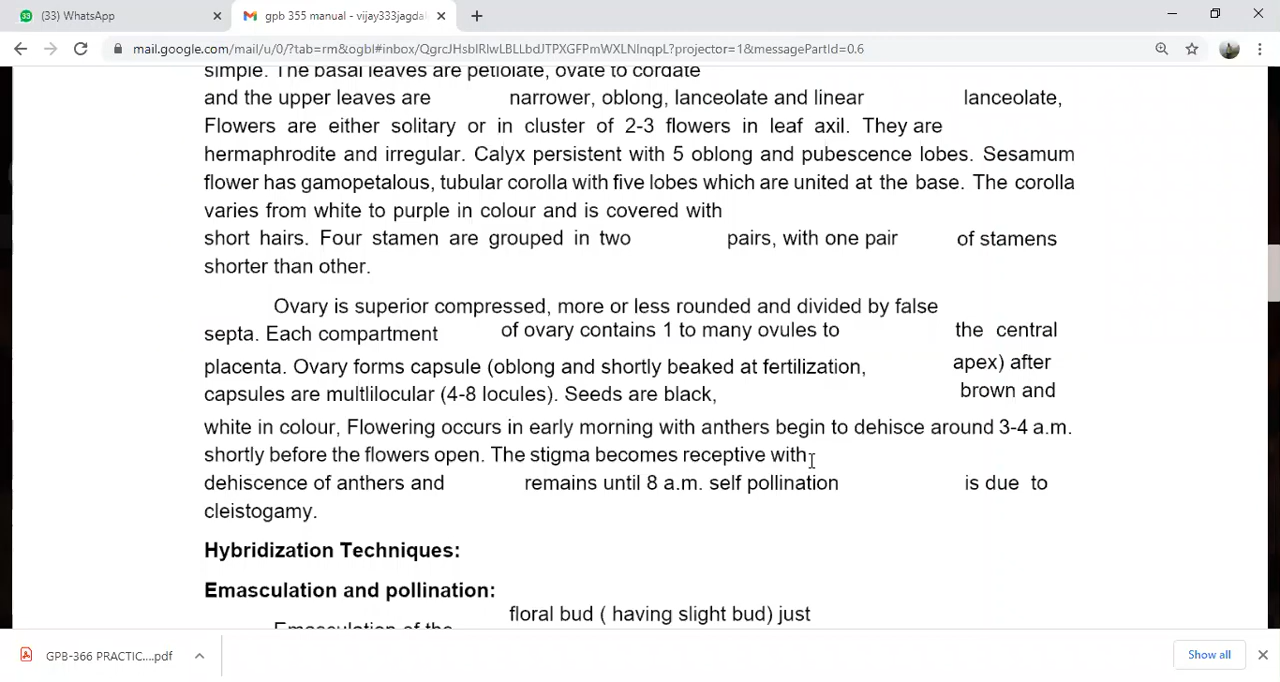 (33) WhatsApp
gpb 355 manual - vijay333jagdak
mail.google.com/mail/u/0/?tab=rm&ogbl#inbox/QgrcJHsblRlwLBLLbdJTPXGFPmWXLNlnqpL?projector=1&messagePartId=0.6
simple. The basal leaves are petiolate, ovate to cordate
and the upper leaves are narrower, oblong, lanceolate and linear lanceolate,
Flowers are either solitary or in cluster of 2-3 flowers in leaf axil. They are
hermaphrodite and irregular. Calyx persistent with 5 oblong and pubescence lobes. Sesamum
flower has gamopetalous, tubular corolla with five lobes which are united at the base. The corolla
varies from white to purple in colour and is covered with
short hairs. Four stamen are grouped in two pairs, with one pair of stamens
shorter than other.
Ovary is superior compressed, more or less rounded and divided by false
septa. Each compartment of ovary contains 1 to many ovules to the central
placenta. Ovary forms capsule (oblong and shortly beaked at fertilization, apex) after
capsules are multlilocular (4-8 locules). Seeds are black, brown and
white in colour, Flowering occurs in early morning with anthers begin to dehisce around 3-4 a.m.
shortly before the flowers open. The stigma becomes receptive with
dehiscence of anthers and remains until 8 a.m. self pollination is due to
cleistogamy.
Hybridization Techniques:
Emasculation and pollination:
floral bud ( having slight bud) just
Emasculation of the
GPB-366 PRACTIC....pdf
Show all